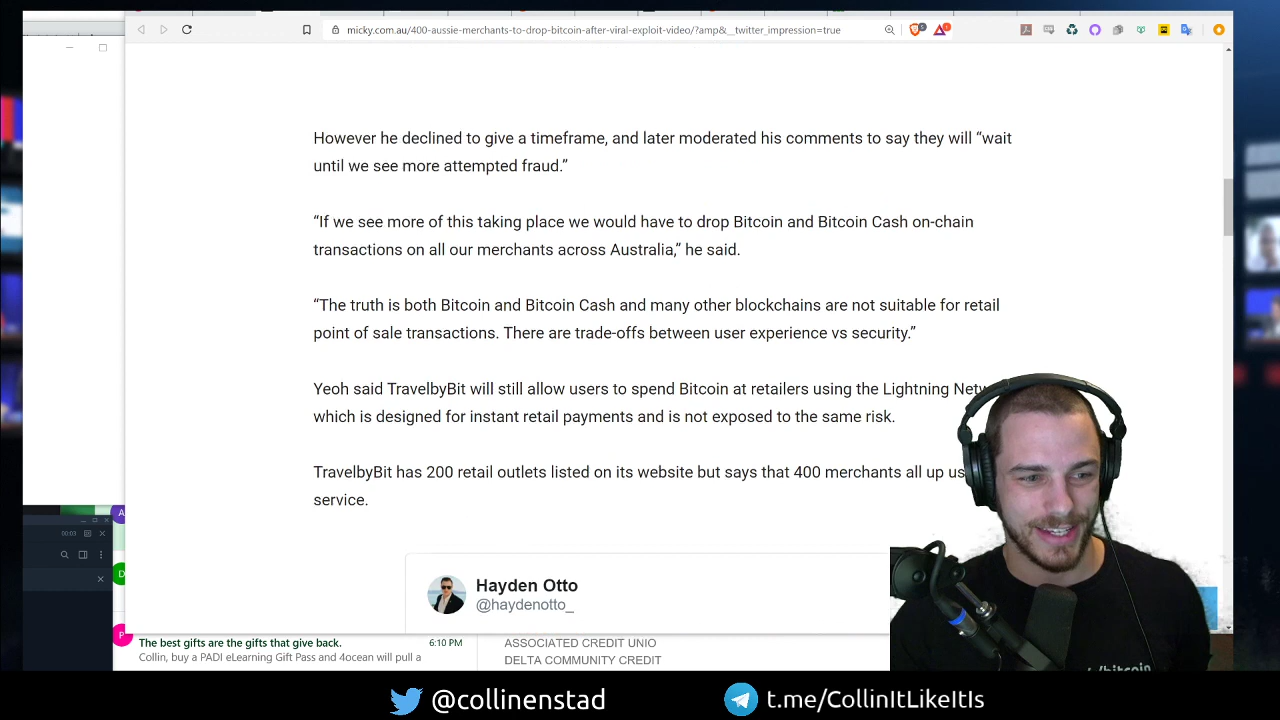 micky.com.au/400-aussie-merchants-to-drop-bitcoin-after-viral-exploit-video/?amp&__twitter_impression=true
However he declined to give a timeframe, and later moderated his comments to say they will “wait
until we see more attempted fraud.”
“If we see more of this taking place we would have to drop Bitcoin and Bitcoin Cash on-chain
transactions on all our merchants across Australia,” he said.
“The truth is both Bitcoin and Bitcoin Cash and many other blockchains are not suitable for retail
point of sale transactions. There are trade-offs between user experience vs security.”
Yeoh said TravelbyBit will still allow users to spend Bitcoin at retailers using the Lightning
which is designed for instant retail payments and is not exposed to the same risk.
TravelbyBit has 200 retail outlets listed on its website but says that 400 merchants all up
service.
Hayden Otto
@haydenotto_
00:03
A
D
P
The best gifts are the gifts that give back.
6:10 PM
Collin, buy a PADI eLearning Gift Pass and 4ocean will pull a
ASSOCIATED CREDIT UNIO
DELTA COMMUNITY CREDIT
/bitcoin
@collinenstad
t.me/CollinItLikeItIs